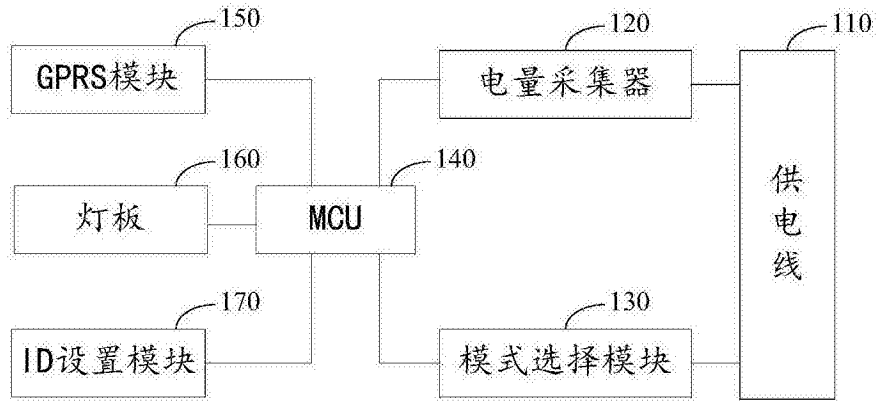 150
GPRS模块
120
电量采集器
110
供电线
160
灯板
140
MCU
170
ID设置模块
130
模式选择模块